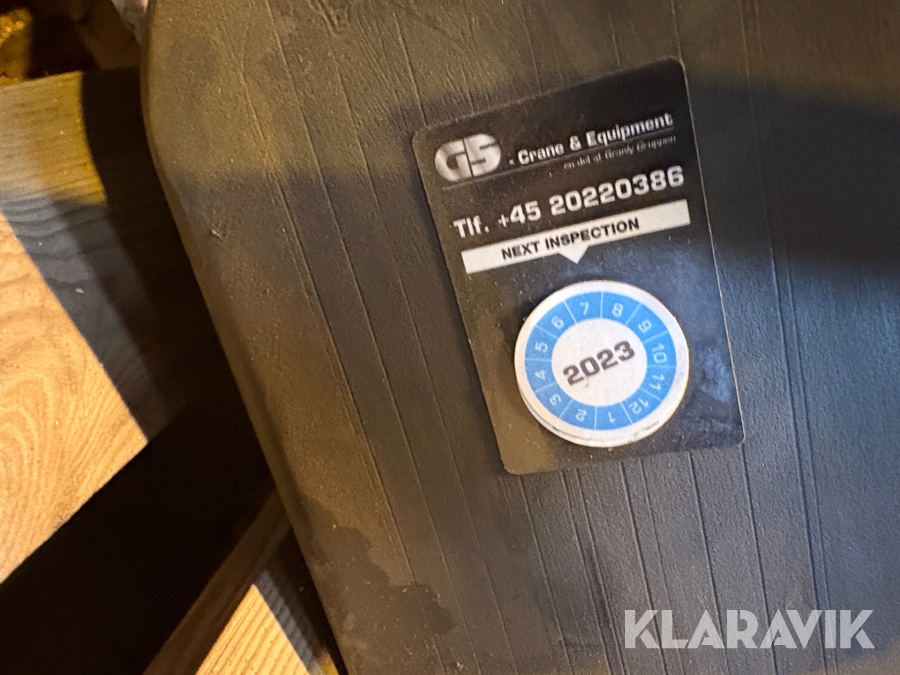 GS - Crane & Equipment
en del af Granly Gruppen
Tlf. +45 20220386
NEXT INSPECTION
1 2 3 4 5 6 7 8 9 10 11 12
2023
KLARAVIK